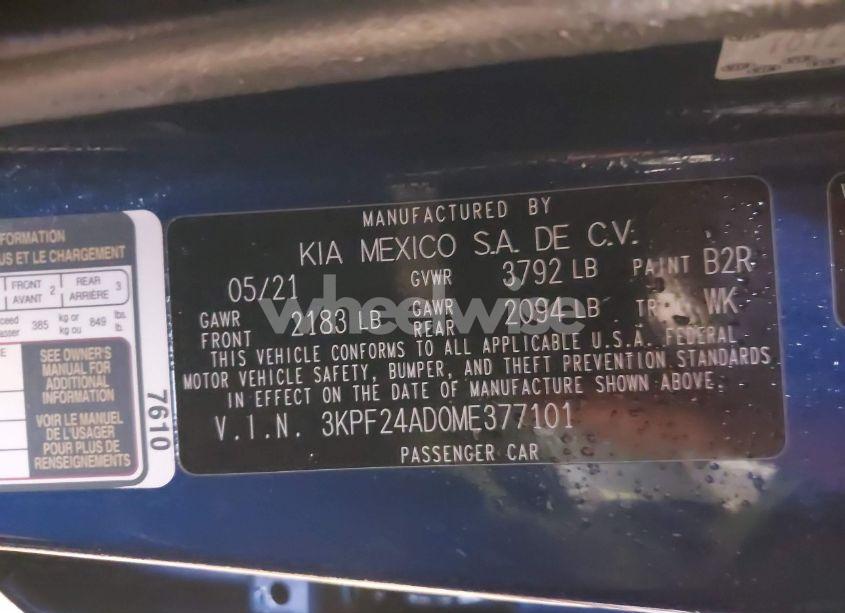 MANUFACTURED BY
KIA MEXICO S.A. DE C.V.
05/21 GVWR 3792 LB PAINT B2R
GAWR FRONT 2183 LB GAWR REAR 2094 LB WK
THIS VEHICLE CONFORMS TO ALL APPLICABLE U.S.A. FEDERAL
MOTOR VEHICLE SAFETY, BUMPER, AND THEFT PREVENTION STANDARDS
IN EFFECT ON THE DATE OF MANUFACTURE SHOWN ABOVE.
V.I.N. 3KPF24AD0ME377101
PASSENGER CAR
wheelwise
FORMATION
US ET LE CHARGEMENT
FRONT AVANT 2 REAR ARRIÈRE 3
385 kg or kg ou 849 lbs. lb.
SEE OWNER'S
MANUAL FOR
ADDITIONAL
INFORMATION
VOIR LE MANUEL
DE L'USAGER
POUR PLUS DE
RENSEIGNEMENTS
7610